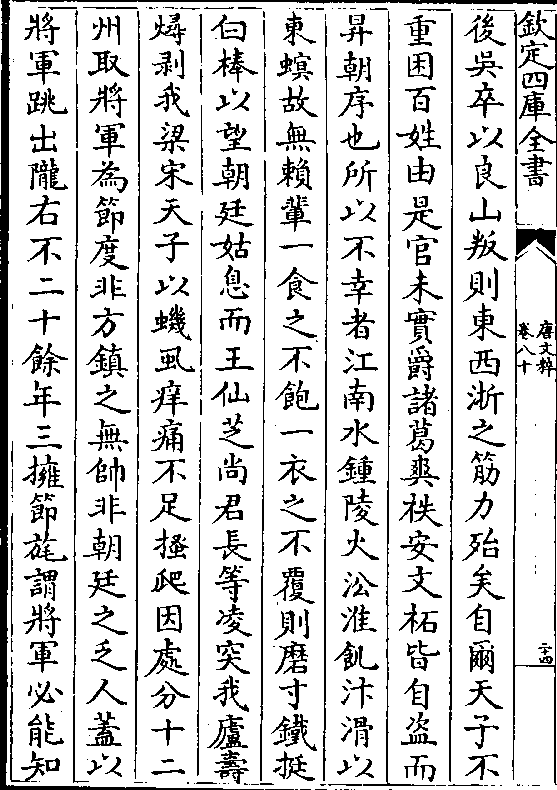 欽定四庫全書
唐文粹
卷八十
二十四
後吳卒以良山叛則東西浙之筋力殆矣自爾天子不
重困百姓由是官未實爵諸葛爽秩安文祏皆自盜而
昇朝序也所以不幸者江南水鍾陵火沿淮飢汴滑以
東螟故無賴輩一食之不飽一衣之不覆則磨寸鐵挺
白棒以望朝廷姑息而王仙芝尚君長等凌突我廬壽
燖剥我梁宋天子以蟣虱痒痛不足搔爬因處分十二
州取將軍為節度非方鎮之無帥非朝廷之乏人蓋以
將軍跳出隴右不二十餘年三擁節旄謂將軍必能知